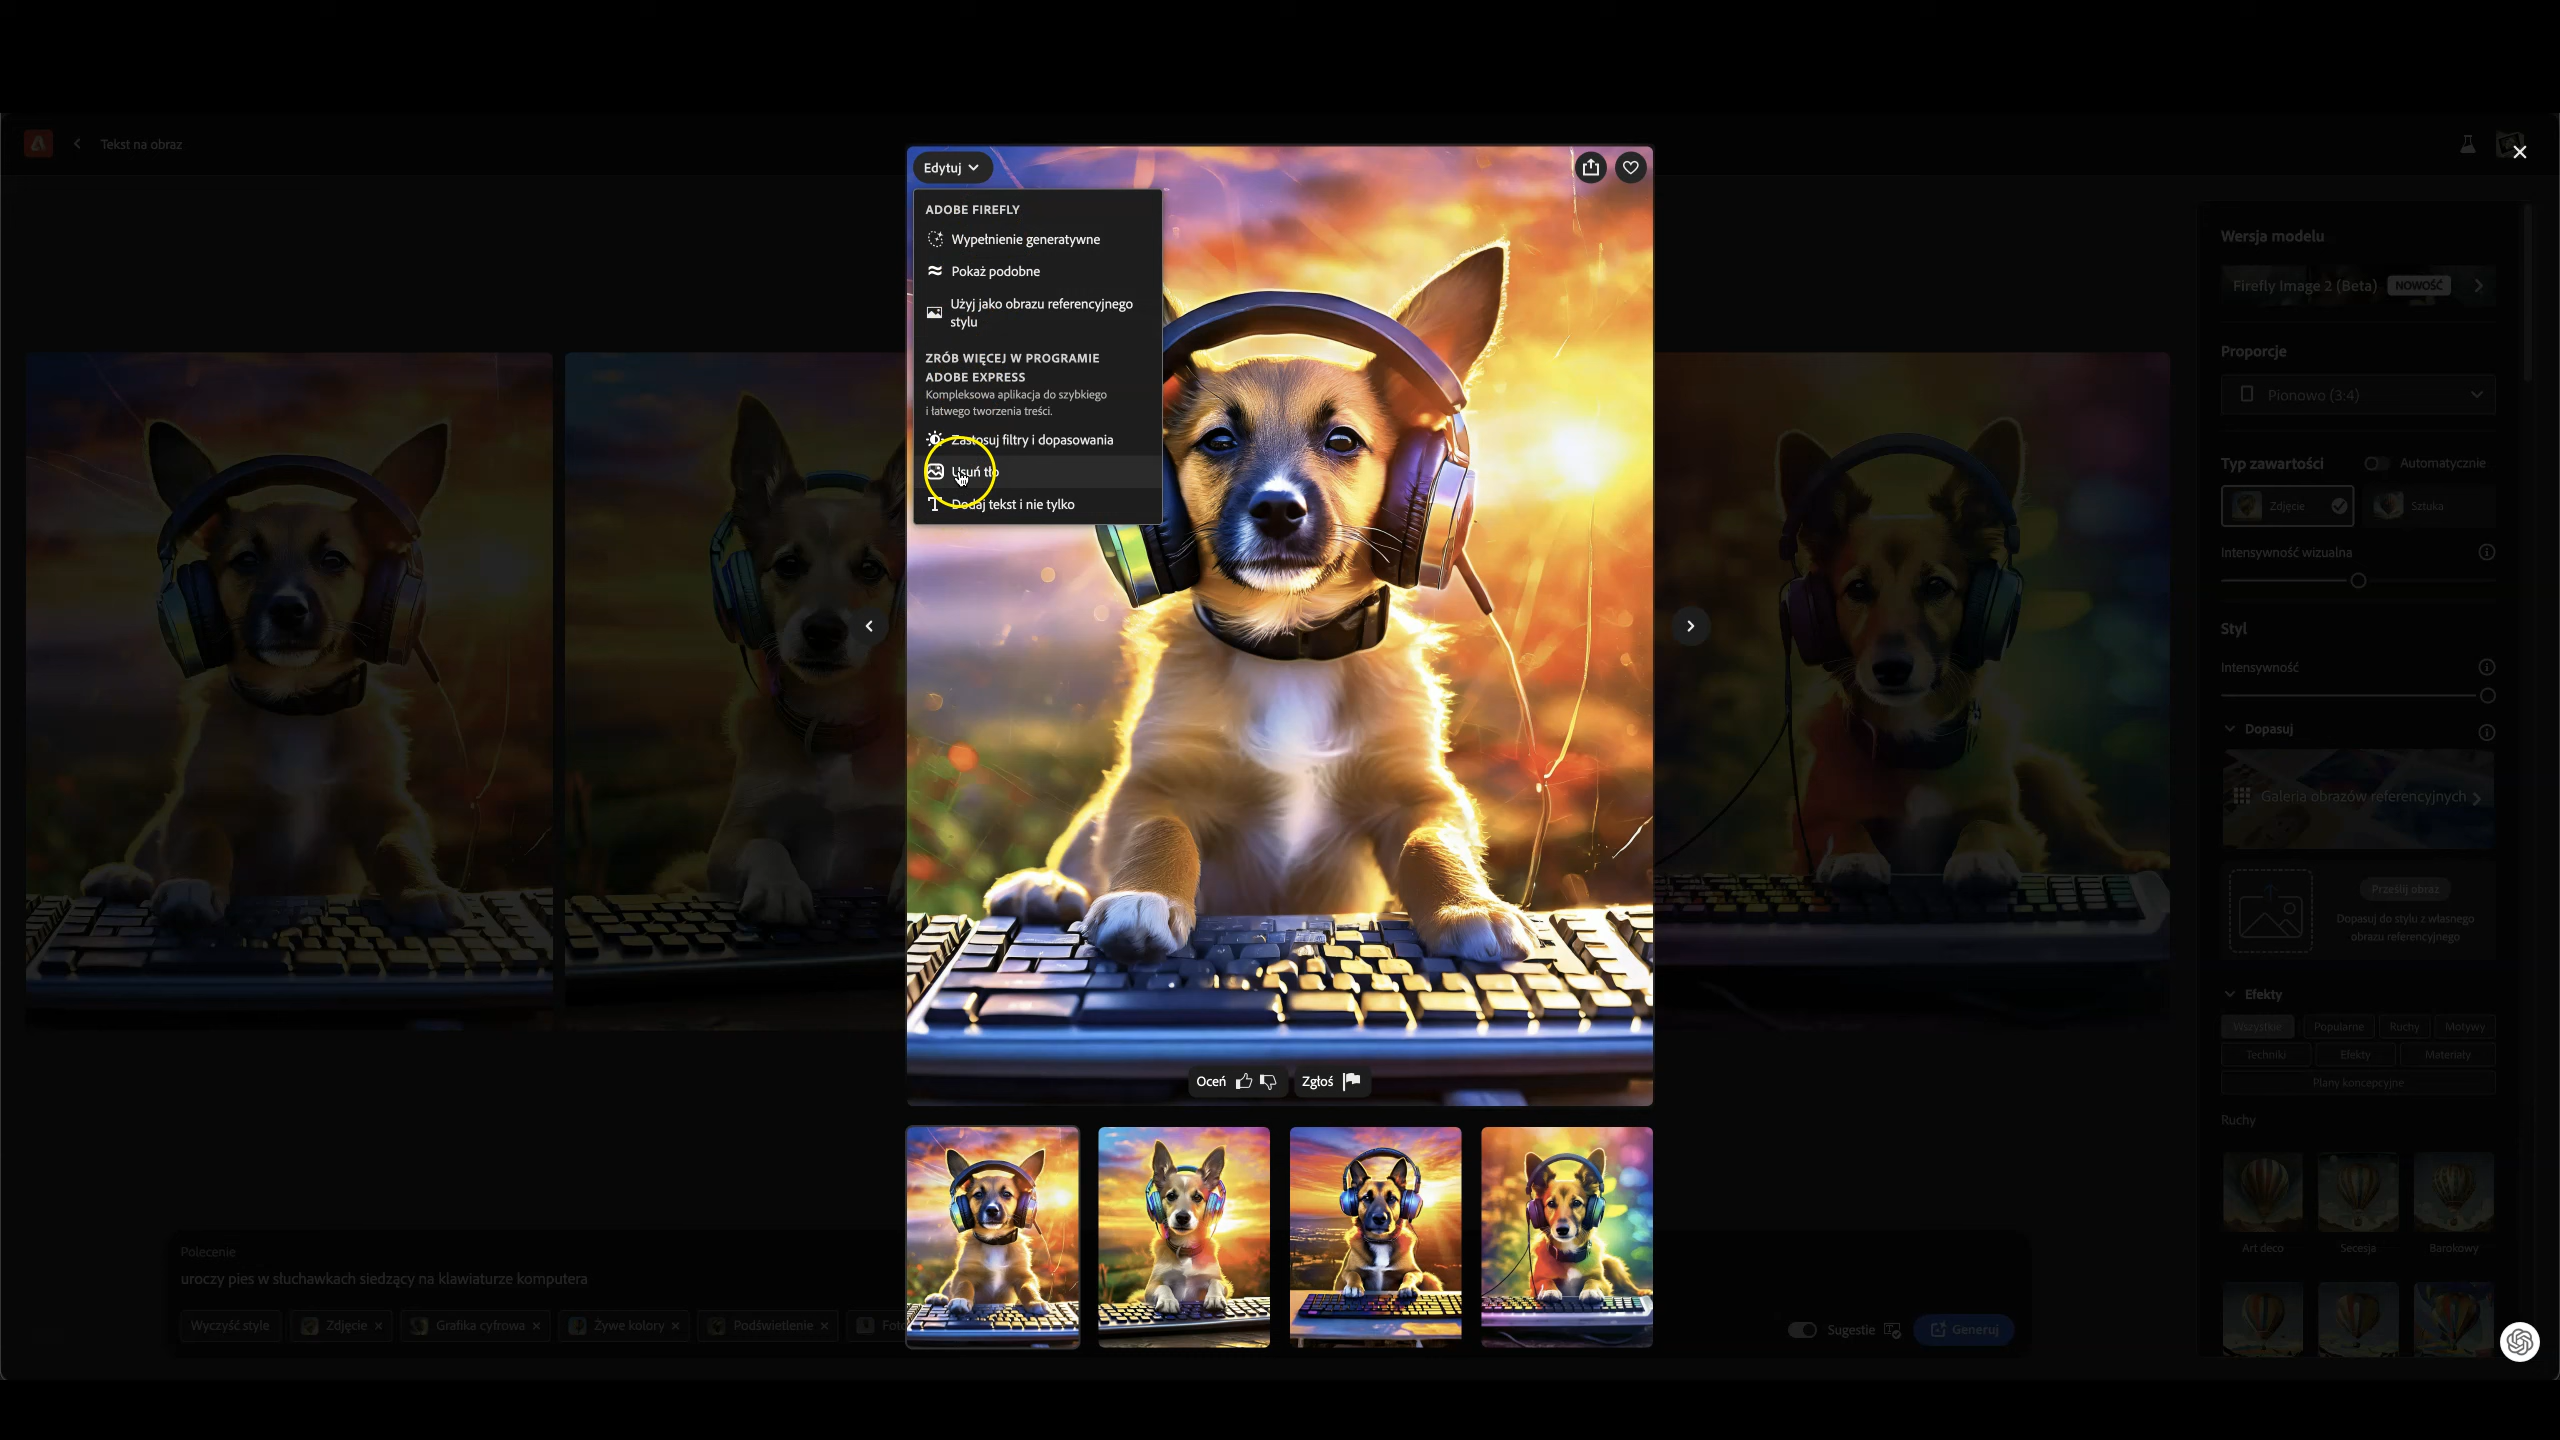 Tekst na obraz
Edytuj
ADOBE FIREFLY
Wypełnienie generatywne
Pokaż podobne
Użyj jako obrazu referencyjnego
stylu
ZRÓB WIĘCEJ W PROGRAMIE
ADOBE EXPRESS
Kompleksowa aplikacja do szybkiego
i łatwego tworzenia treści.
Zastosuj filtry i dopasowania
Usuń tło
Dodaj tekst i nie tylko
Oceń
Zgłoś
Polecenie
uroczy pies w słuchawkach siedzący na klawiaturze komputera
Wyczyść style
Zdjęcie
Grafika cyfrowa
Żywe kolory
Podświetlenie
Sugestie
Generuj
Wersja modelu
Firefly Image 2 (Beta) NOWOŚĆ
Proporcje
Pionowo (3:4)
Typ zawartości
Automatycznie
Zdjęcie
Sztuka
Intensywność wizualna
Styl
Intensywność
Dopasuj
Galeria obrazów referencyjnych
Prześlij obraz
Dopasuj do stylu z własnego
obrazu referencyjnego
Efekty
Wszystkie Popularne Ruchy Motywy
Techniki Efekty Materiały
Plany koncepcyjne
Ruchy
Art deco
Secesja
Barokowy